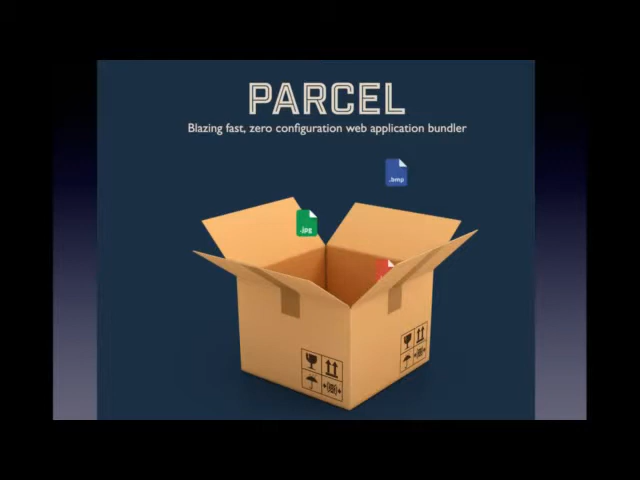 PARCEL
Blazing fast, zero configuration web application bundler
.bmp
.jpg